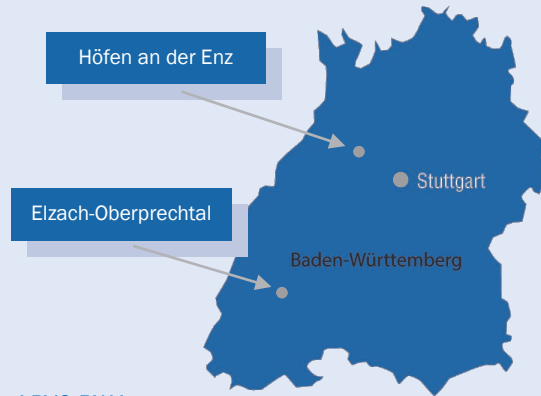 Höfen an der Enz
Stuttgart
Elzach-Oberprechtal
Baden-Württemberg